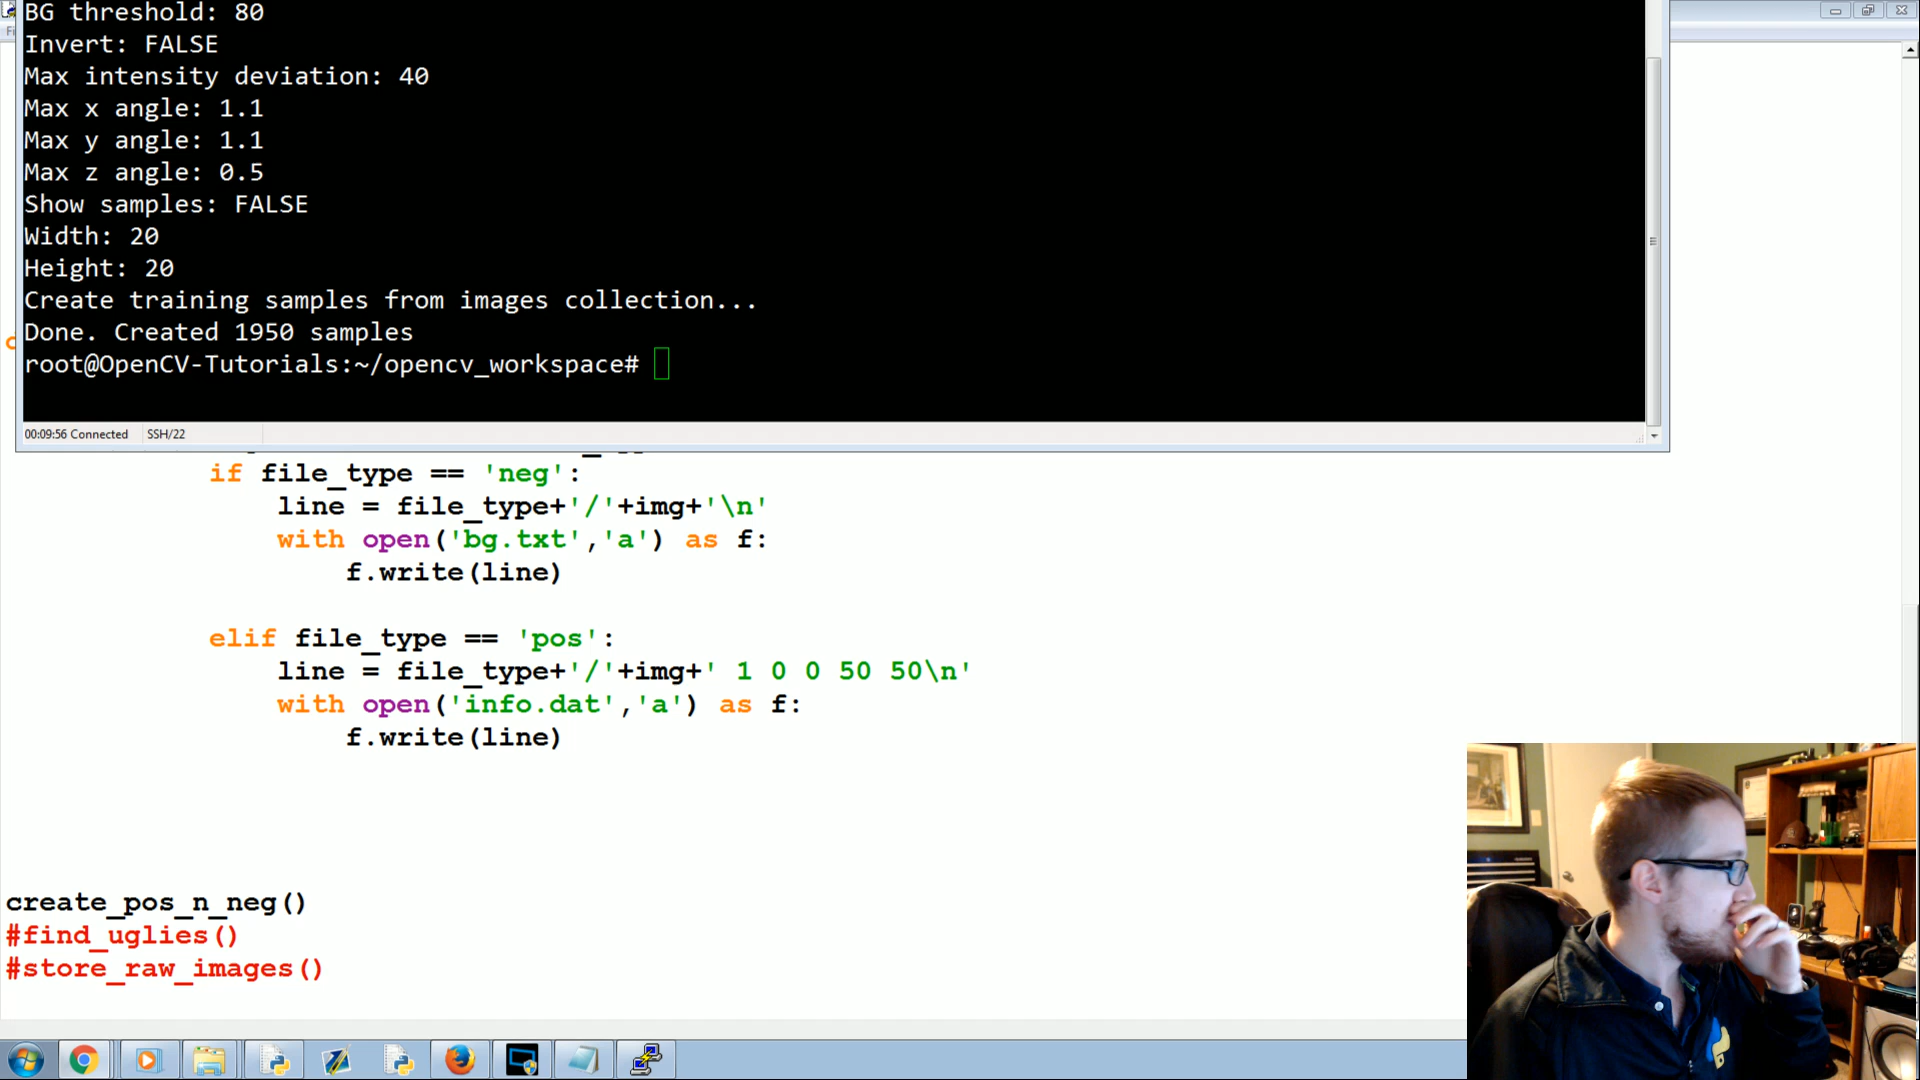 BG threshold: 80
Invert: FALSE
Max intensity deviation: 40
Max x angle: 1.1
Max y angle: 1.1
Max z angle: 0.5
Show samples: FALSE
Width: 20
Height: 20
Create training samples from images collection...
Done. Created 1950 samples
root@OpenCV-Tutorials:~/opencv_workspace#
00:09:56 Connected SSH/22
if file_type == 'neg':
line = file_type+'/'+img+'\n'
with open('bg.txt','a') as f:
f.write(line)
elif file_type == 'pos':
line = file_type+'/'+img+' 1 0 0 50 50\n'
with open('info.dat','a') as f:
f.write(line)
create_pos_n_neg()
#find_uglies()
#store_raw_images()